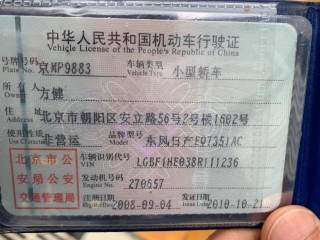 中华人民共和国机动车行驶证
Vehicle License of the People's Republic of China
号牌号码 京MP9883 车辆类型 小型轿车
Plate No. Vehicle Type
所有人 方健
Owner
住址 北京市朝阳区安立路56号2号楼1602号
Address
使用性质 非营运 品牌型号 东风日产EQ7351AC
Use Character Model
北京市公安局公安交通管理局
车辆识别代号 LGBF1HE038R111236
VIN
发动机号码 270657
Engine No.
注册日期 2008-09-04 发证日期 2010-10-21
Register Date Issue Date